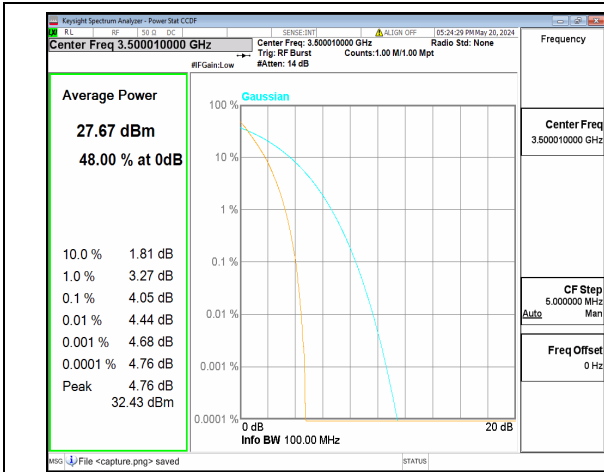 Keysight Spectrum Analyzer - Power Stat CCDF
RL RF 50 Ω DC SENSE:INT ALIGN OFF 05:24:29 PM May 20, 2024
Center Freq 3.500010000 GHz
Center Freq: 3.500010000 GHz Radio Std: None
Trig: RF Burst Counts:1.00 M/1.00 Mpt
#IFGain:Low #Atten: 14 dB
Frequency
Average Power
27.67 dBm
48.00 % at 0dB
10.0 % 1.81 dB
1.0 % 3.27 dB
0.1 % 4.05 dB
0.01 % 4.44 dB
0.001 % 4.68 dB
0.0001 % 4.76 dB
Peak 4.76 dB
32.43 dBm
Gaussian
100 %
10 %
1 %
0.1 %
0.01 %
0.001 %
0.0001 %
0 dB 20 dB
Info BW 100.00 MHz
Center Freq
3.500010000 GHz
CF Step
5.000000 MHz
Auto Man
Freq Offset
0 Hz
MSG File <capture.png> saved STATUS